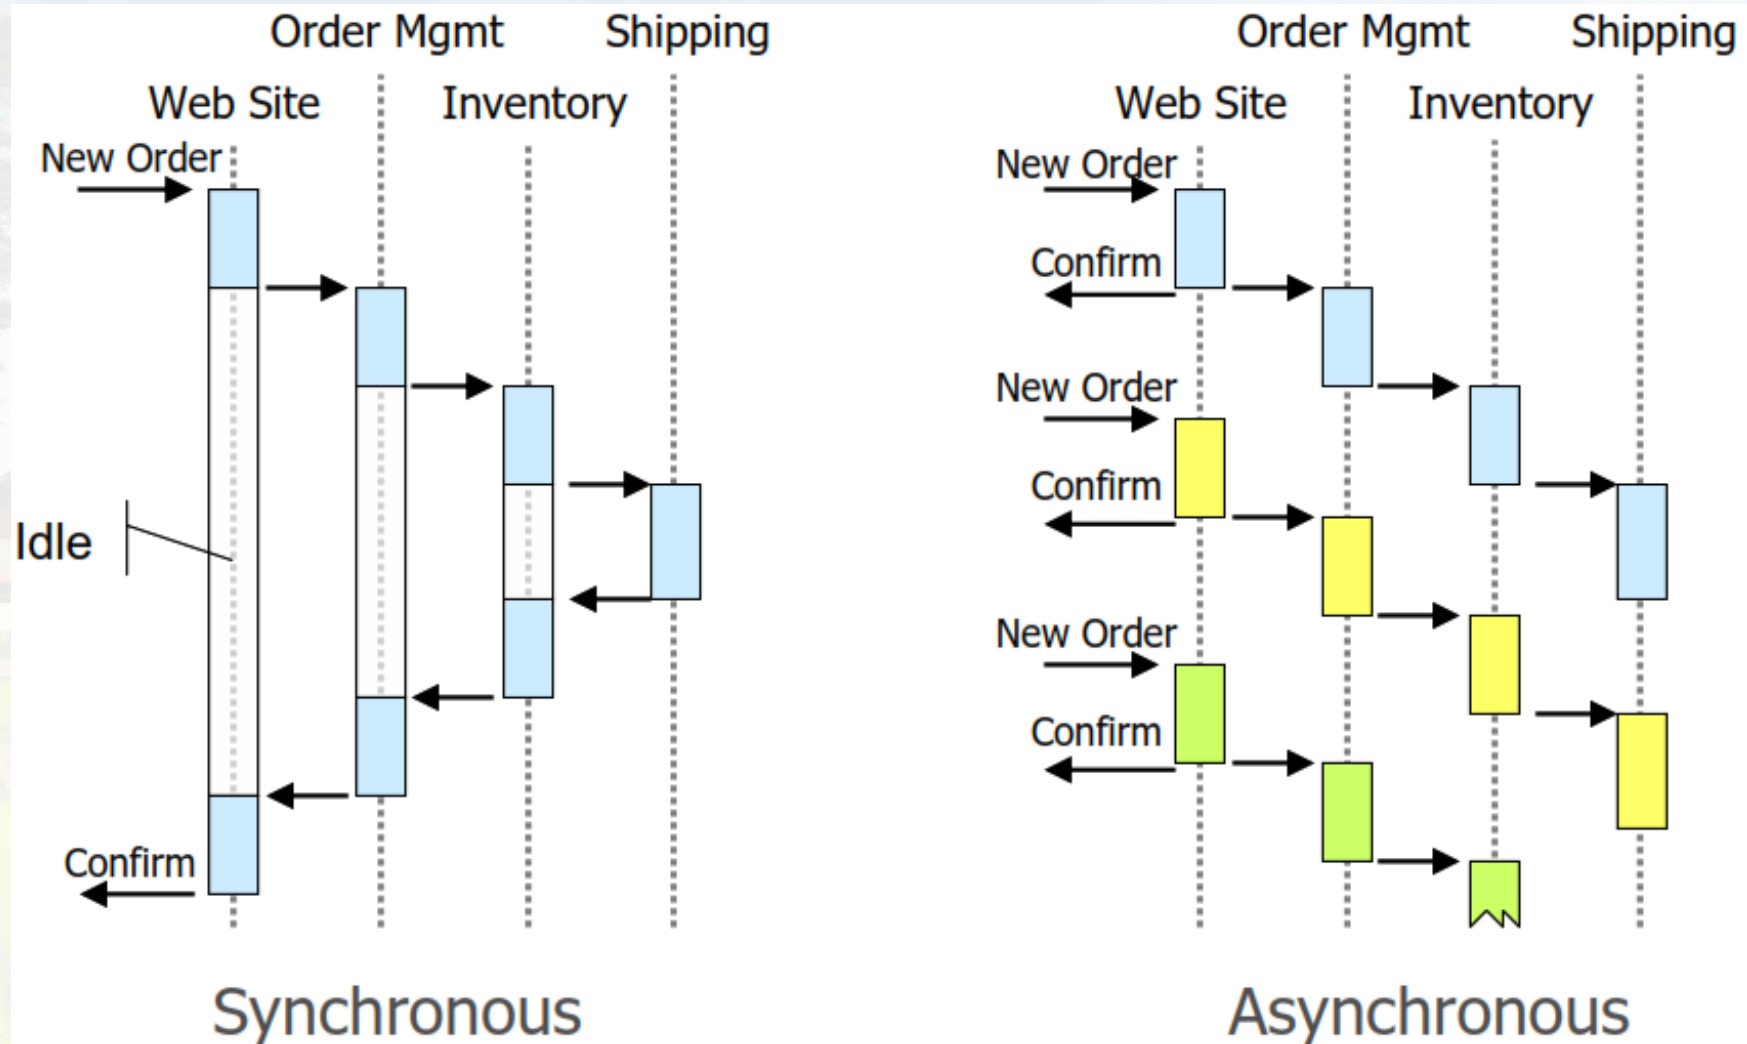 Order Mgmt
Shipping
Web Site
Inventory
New Order
Idle
Confirm
Synchronous
Order Mgmt
Shipping
Web Site
Inventory
New Order
Confirm
New Order
Confirm
New Order
Confirm
Asynchronous